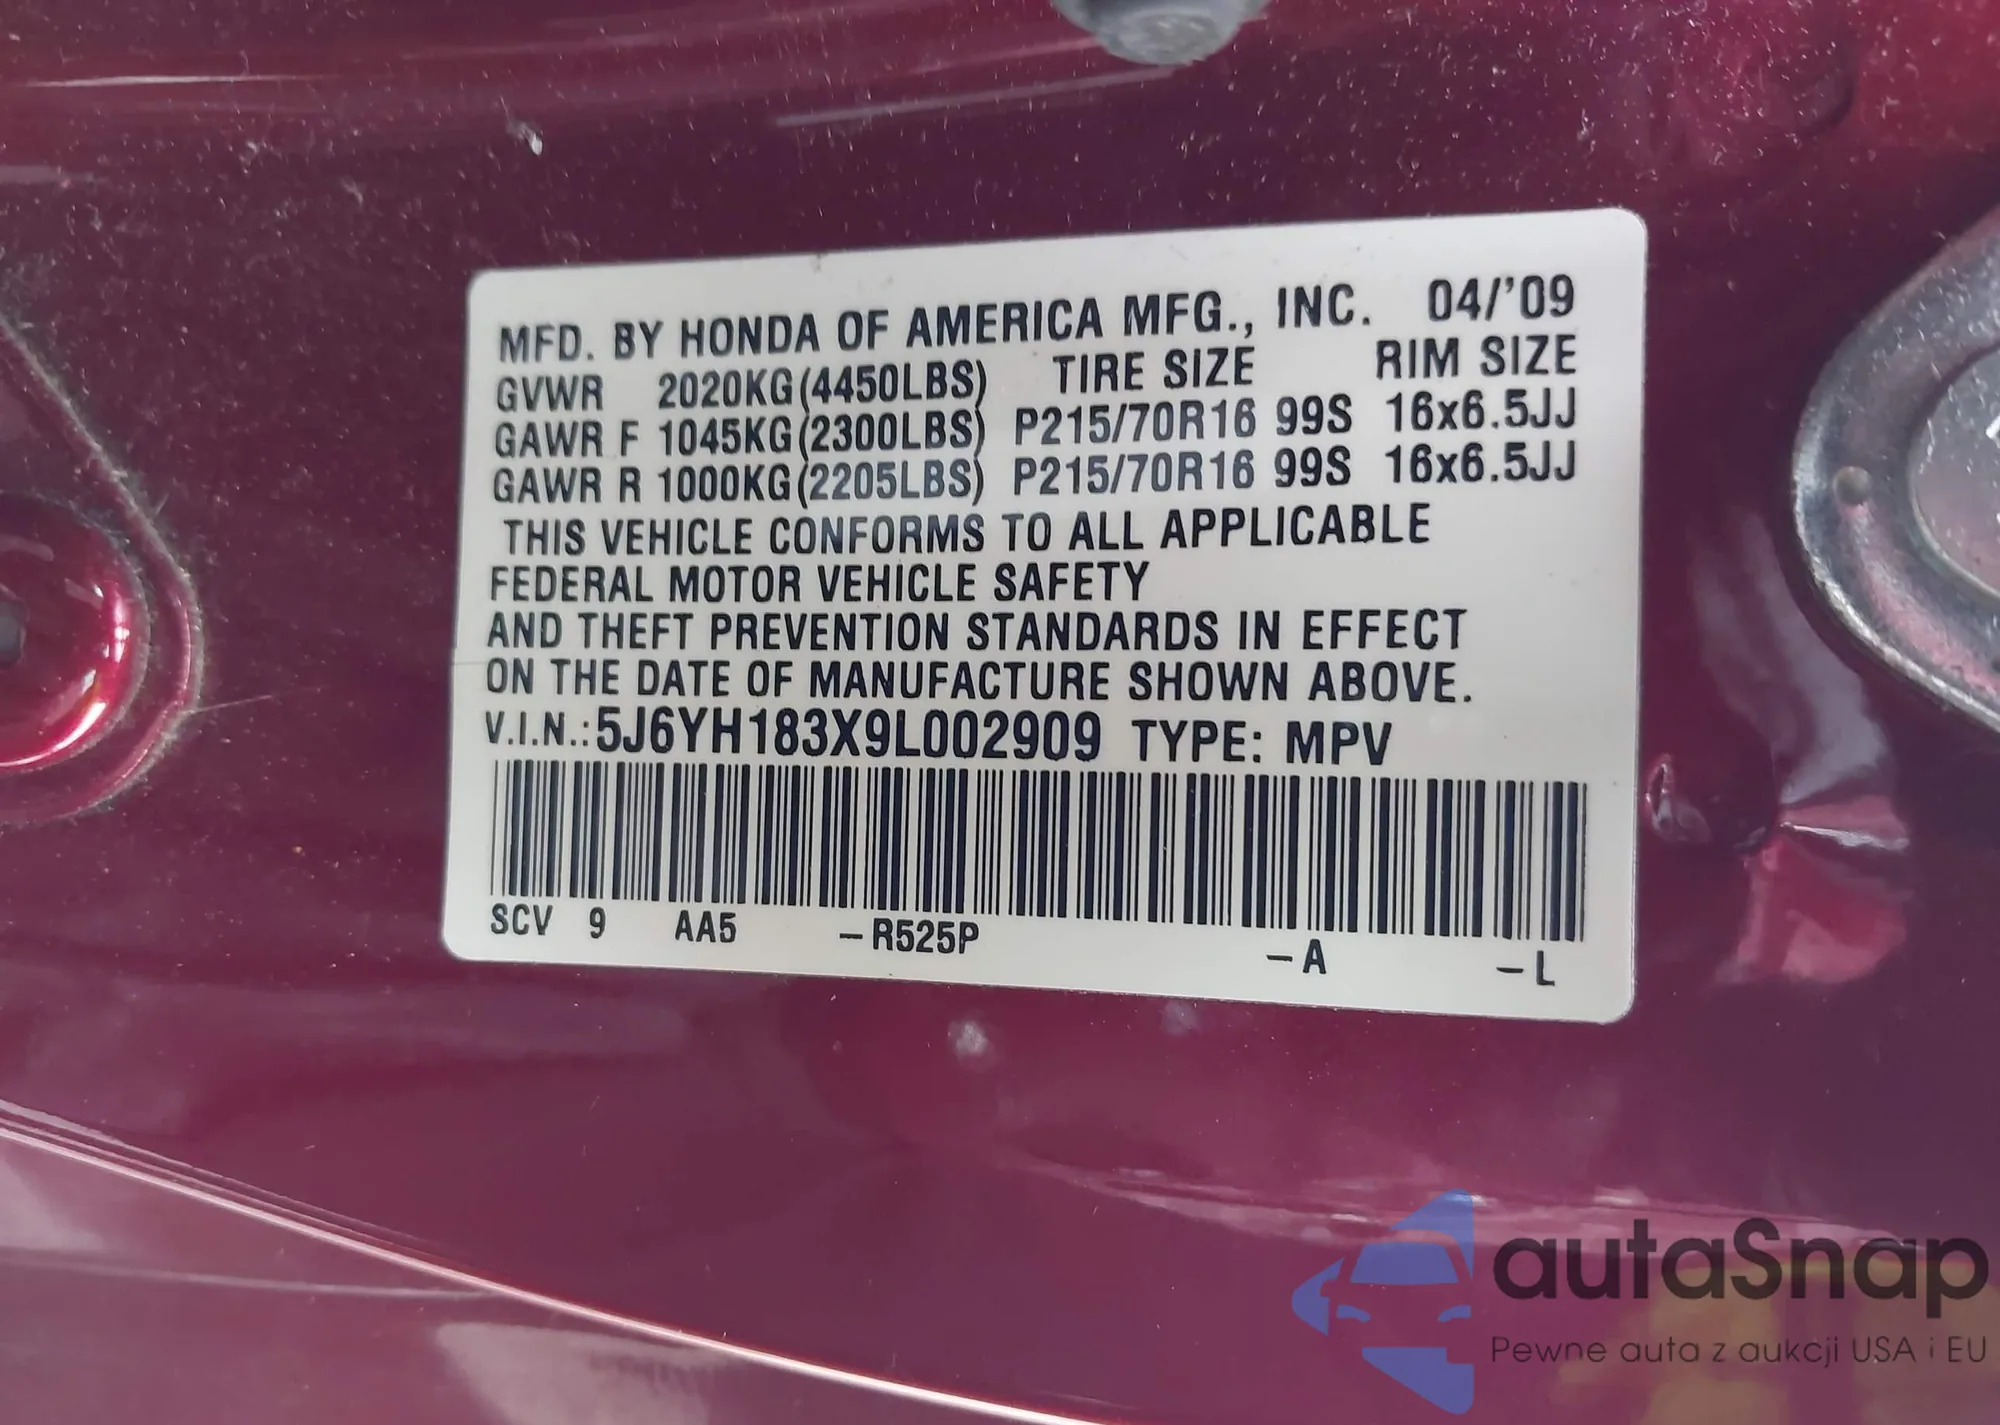 MFD. BY HONDA OF AMERICA MFG., INC. 04/'09
GVWR 2020KG(4450LBS) TIRE SIZE RIM SIZE
GAWR F 1045KG(2300LBS) P215/70R16 99S 16x6.5JJ
GAWR R 1000KG(2205LBS) P215/70R16 99S 16x6.5JJ
THIS VEHICLE CONFORMS TO ALL APPLICABLE
FEDERAL MOTOR VEHICLE SAFETY
AND THEFT PREVENTION STANDARDS IN EFFECT
ON THE DATE OF MANUFACTURE SHOWN ABOVE.
V.I.N.:5J6YH183X9L002909 TYPE: MPV
SCV 9 AA5 –R525P –A –L
autaSnap
Pewne auta z aukcji USA i EU